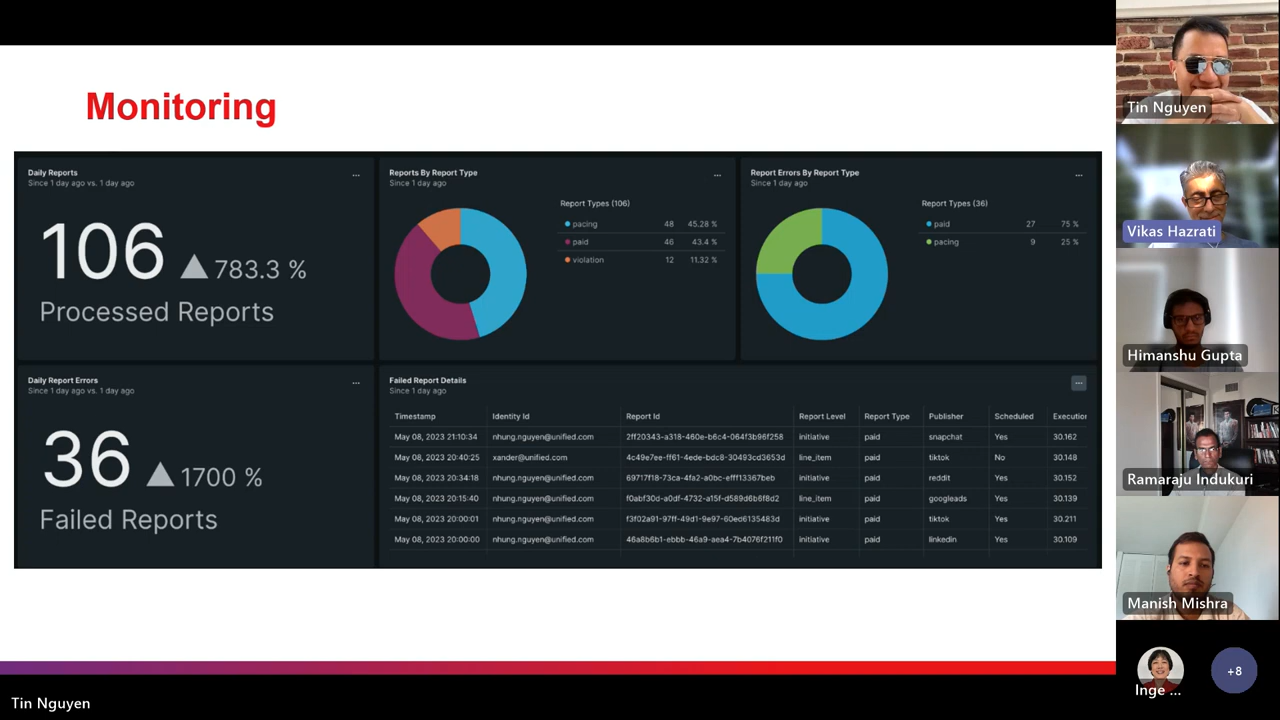 Monitoring
Daily Reports
Since 1 day ago vs. 1 day ago
...
106 ▲ 783.3 %
Processed Reports
Reports By Report Type
Since 1 day ago
...
Report Types (106)
pacing 48 45.28 %
paid 46 43.4 %
violation 12 11.32 %
Report Errors By Report Type
Since 1 day ago
...
Report Types (36)
paid 27 75 %
pacing 9 25 %
Daily Report Errors
Since 1 day ago vs. 1 day ago
...
36 ▲ 1700 %
Failed Reports
Failed Report Details
Since 1 day ago
...
Timestamp Identity Id Report Id Report Level Report Type Publisher Scheduled Execution
May 08, 2023 21:10:34 nhung.nguyen@unified.com 2ff20343-a318-460e-b6c4-064f3b96f258 initiative paid snapchat Yes 30.162
May 08, 2023 20:40:25 xander@unified.com 4c49e7ee-ff61-4ede-bdc8-30493cd3653d line_item paid tiktok No 30.148
May 08, 2023 20:34:18 nhung.nguyen@unified.com 69717f18-73ca-4fa2-a0bc-efff13367beb initiative paid reddit Yes 30.152
May 08, 2023 20:15:40 nhung.nguyen@unified.com f0abf30d-a0df-4732-a15f-d589d6b6f8d2 line_item paid googleads Yes 30.139
May 08, 2023 20:00:01 nhung.nguyen@unified.com f3f02a91-97ff-49d1-9e97-60ed6135483d initiative paid tiktok Yes 30.211
May 08, 2023 20:00:00 nhung.nguyen@unified.com 46a8b6b1-ebbb-46a9-aea4-7b4076f211f0 initiative paid linkedin Yes 30.109
Tin Nguyen
Tin Nguyen
Vikas Hazrati
Himanshu Gupta
Ramaraju Indukuri
Manish Mishra
Inge ...
+8